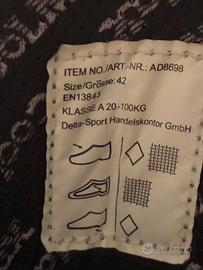 ITEM NO./ART.-NR.: AD8698
Size/Grösse: 42
EN13843
KLASSE A 20-100KG
Delta-Sport Handelskontor GmbH